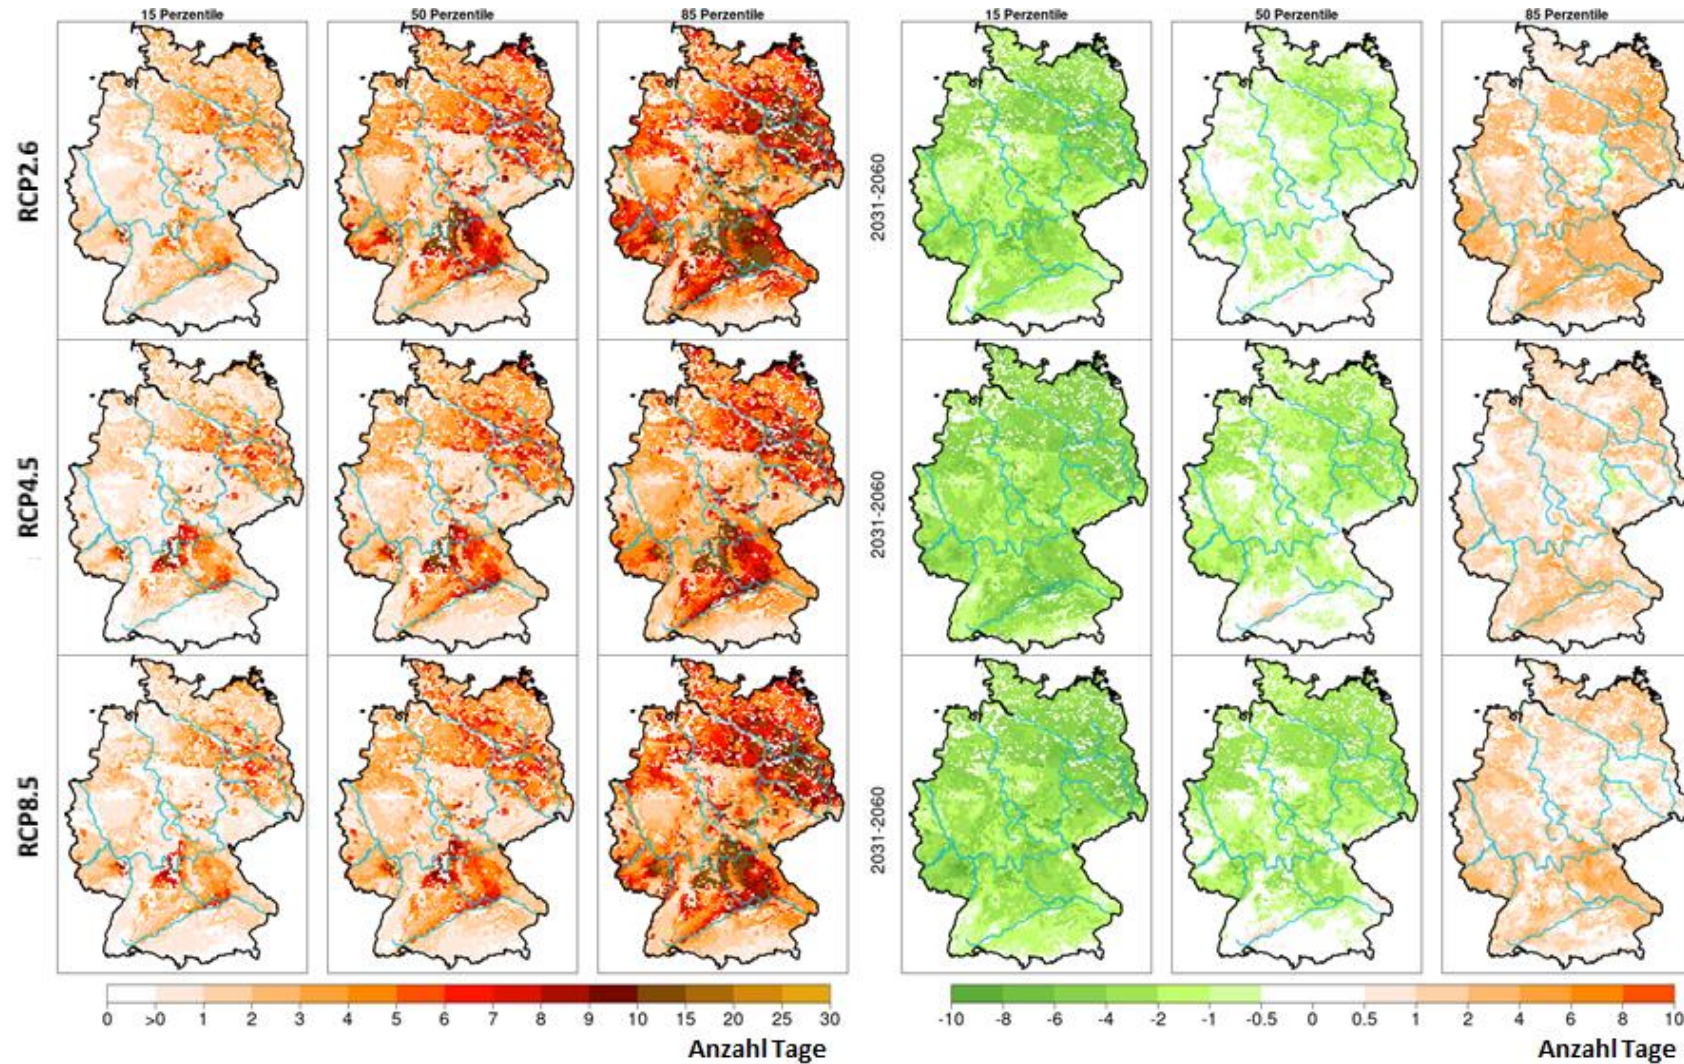 15 Perzentile 50 Perzentile 85 Perzentile 15 Perzentile 50 Perzentile 85 Perzentile
RCP2.6 2031-2060
RCP4.5 2031-2060
RCP8.5 2031-2060
0 >0 1 2 3 4 5 6 7 8 9 10 15 20 25 30 -10 -8 -6 -4 -2 -1 -0.5 0 0.5 1 2 4 6 8 10
Anzahl Tage Anzahl Tage